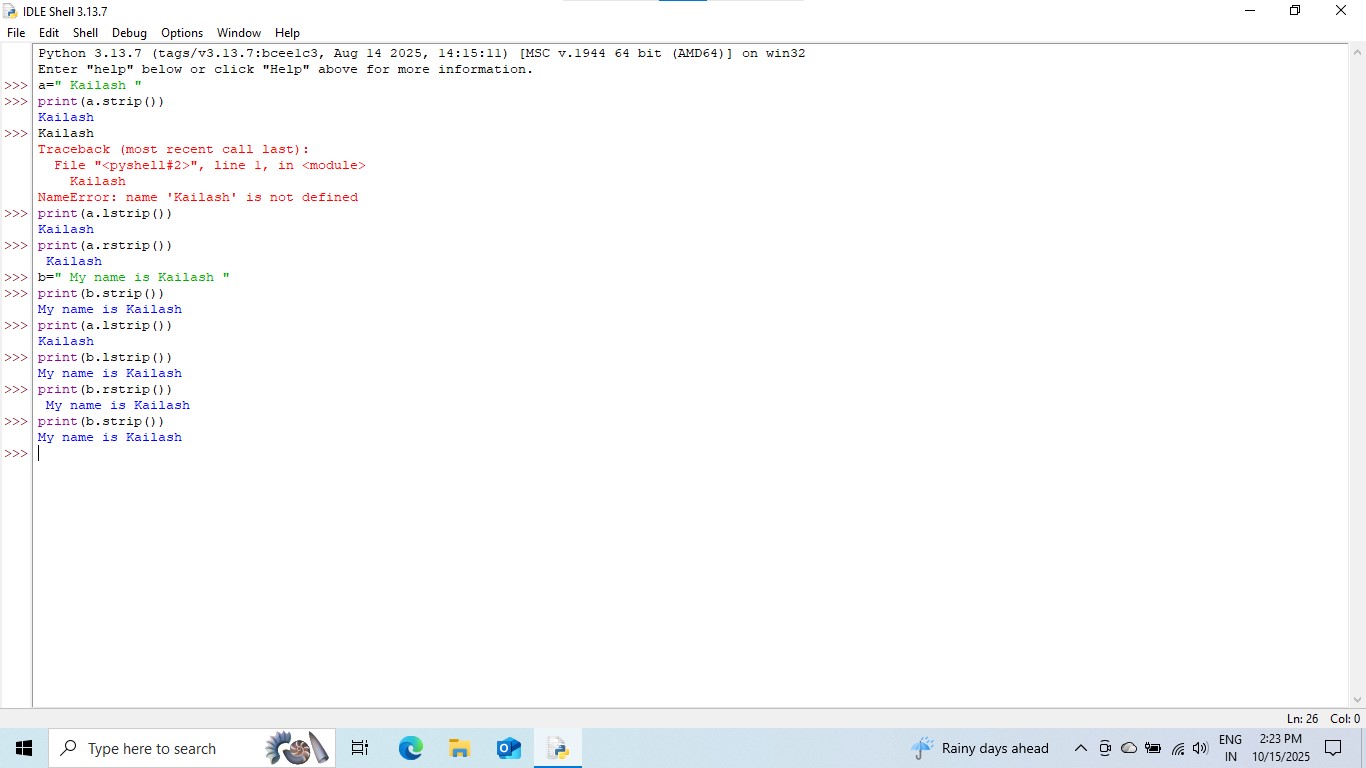 IDLE Shell 3.13.7
File Edit Shell Debug Options Window Help
Python 3.13.7 (tags/v3.13.7:bcee1c3, Aug 14 2025, 14:15:11) [MSC v.1944 64 bit (AMD64)] on win32
Enter "help" below or click "Help" above for more information.
>>> a=" Kailash "
>>> print(a.strip())
Kailash
>>> Kailash
Traceback (most recent call last):
  File "<pyshell#2>", line 1, in <module>
    Kailash
NameError: name 'Kailash' is not defined
>>> print(a.lstrip())
Kailash
>>> print(a.rstrip())
 Kailash
>>> b=" My name is Kailash "
>>> print(b.strip())
My name is Kailash
>>> print(a.lstrip())
Kailash
>>> print(b.lstrip())
My name is Kailash
>>> print(b.rstrip())
 My name is Kailash
>>> print(b.strip())
My name is Kailash
>>>
Ln: 26 Col: 0
Type here to search
Rainy days ahead
ENG
IN
2:23 PM
10/15/2025